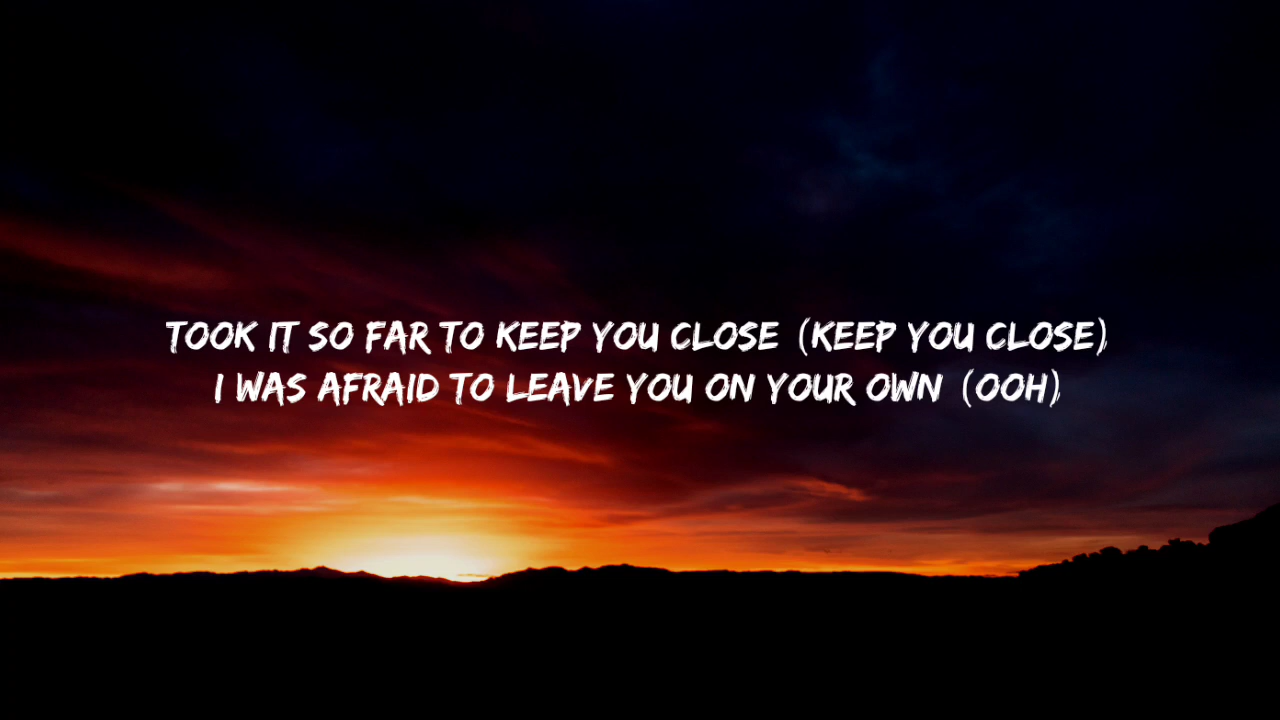 TOOK IT SO FAR TO KEEP YOU CLOSE (KEEP YOU CLOSE)
I WAS AFRAID TO LEAVE YOU ON YOUR OWN (OOH)